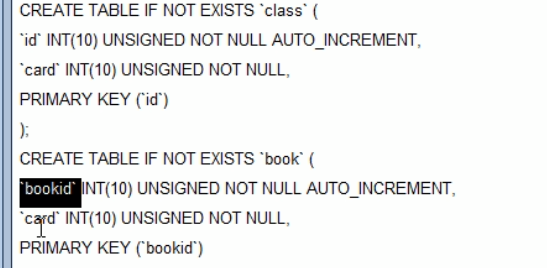 CREATE TABLE IF NOT EXISTS `class` (
`id` INT(10) UNSIGNED NOT NULL AUTO_INCREMENT,
`card` INT(10) UNSIGNED NOT NULL,
PRIMARY KEY (`id`)
);
CREATE TABLE IF NOT EXISTS `book` (
`bookid` INT(10) UNSIGNED NOT NULL AUTO_INCREMENT,
`card` INT(10) UNSIGNED NOT NULL,
PRIMARY KEY (`bookid`)